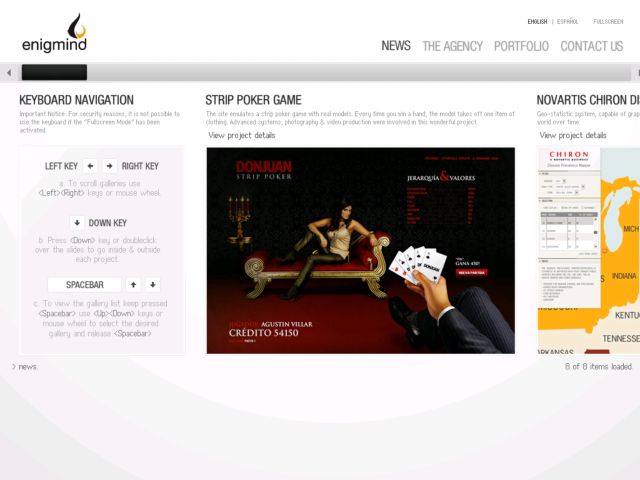 enigmind
ENGLISH | ESPAÑOL FULLSCREEN
NEWS THE AGENCY PORTFOLIO CONTACT US
KEYBOARD NAVIGATION
Important Notice: For security reasons, it is not possible to
use the keyboard if the "Fullscreen Mode" has been
activated.
LEFT KEY RIGHT KEY
a. To scroll galleries use
<Left><Right> keys or mouse wheel.
DOWN KEY
b. Press <Down> key or doubleclick
over the slides to go inside & outside
each project.
SPACEBAR
c. To view the gallery list keep pressed
<Spacebar> use <Up><Down> keys or
mouse wheel to select the desired
gallery and release <Spacebar>
> news.
STRIP POKER GAME
The site emulates a strip poker game with real models. Every time you win a hand, the model takes off one item of
clothing. Advanced systems, photography & video production were involved in this wonderful project.
View project details
DONJUAN
STRIP POKER
JERARQUÍA & VALORES
GANA 450!
NUEVA PARTIDA
DONJUAN
JUGADOR AGUSTIN VILLAR
CRÉDITO 54150
NOVARTIS CHIRON DI
Geo-statistic system, capable of grap
world over time.
View project details
CHIRON
MICH
INDIANA
MISSOURI
KENTU
TENNESSE
ARKANSAS
8 of 8 items loaded.